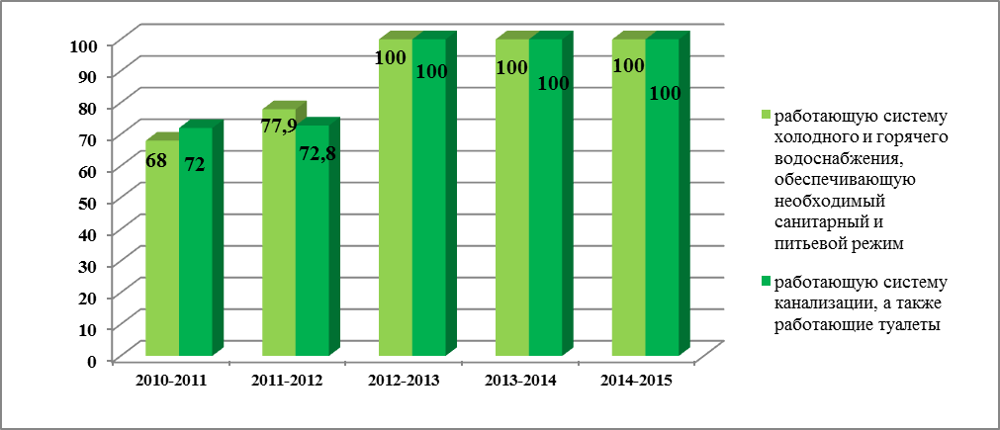 100
90
80
70
60
50
40
30
20
10
0
68
72
77,9
72,8
100
100
100
100
100
100
2010-2011
2011-2012
2012-2013
2013-2014
2014-2015
работающую систему
холодного и горячего
водоснабжения,
обеспечивающую
необходимый
санитарный и
питьевой режим
работающую систему
канализации, а также
работающие туалеты